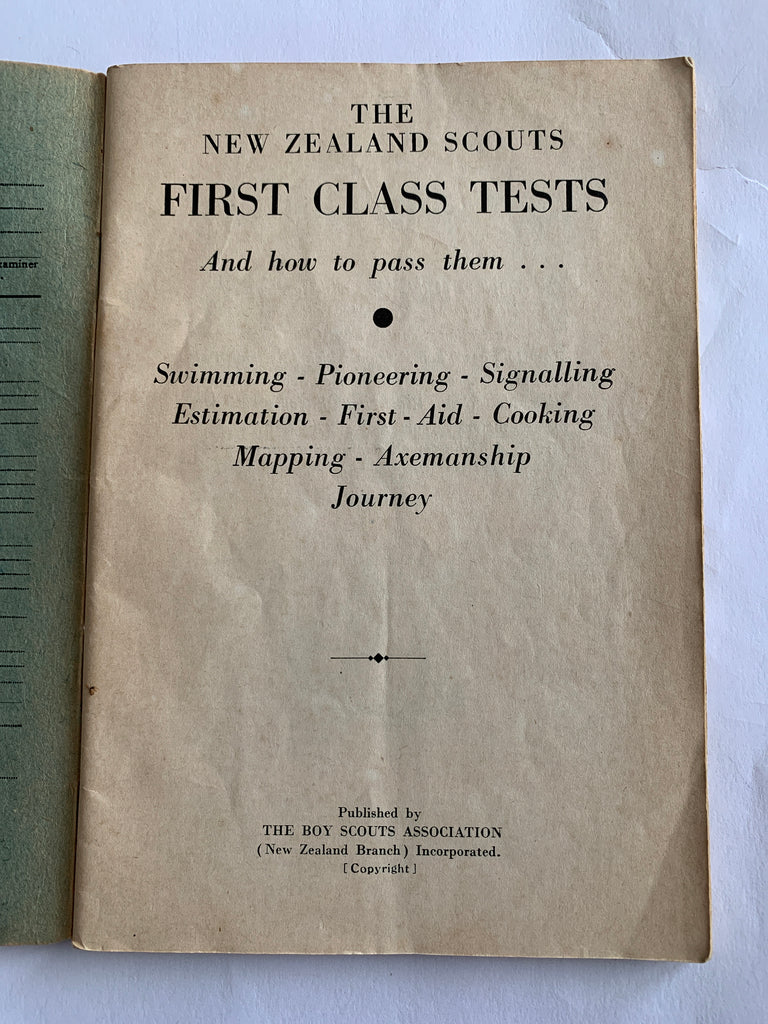 THE
NEW ZEALAND SCOUTS
FIRST CLASS TESTS
And how to pass them . . .
Swimming - Pioneering - Signalling
Estimation - First - Aid - Cooking
Mapping - Axemanship
Journey
Published by
THE BOY SCOUTS ASSOCIATION
( New Zealand Branch ) Incorporated.
[ Copyright ]